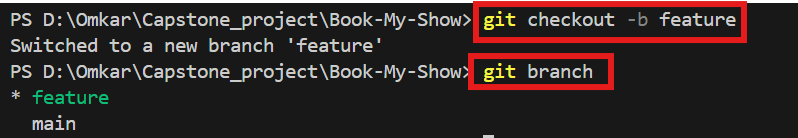 PS D:\Omkar\Capstone_project\Book-My-Show> git checkout -b feature
Switched to a new branch 'feature'
PS D:\Omkar\Capstone_project\Book-My-Show> git branch
* feature
  main